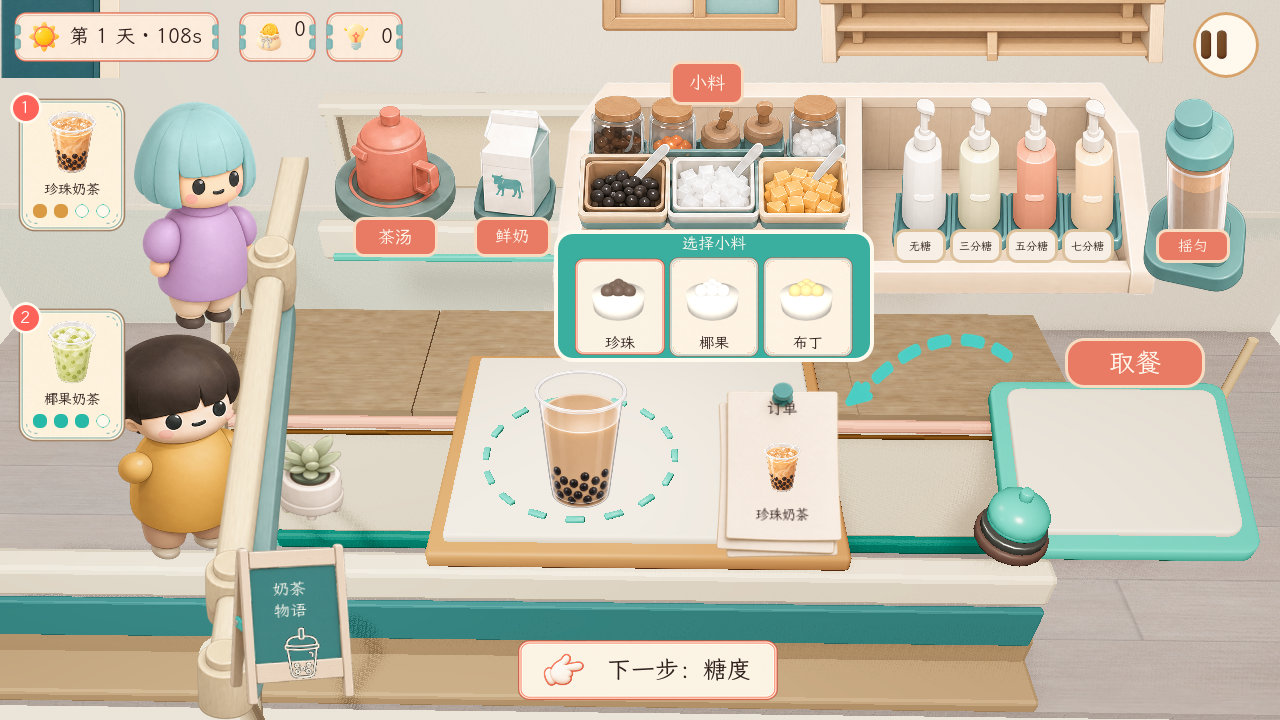 第 1 天·108s
0
0
小料
1
珍珠奶茶
2
椰果奶茶
茶汤
鲜奶
无糖
三分糖
五分糖
七分糖
摇匀
选择小料
珍珠
椰果
布丁
取餐
订单
珍珠奶茶
奶茶
物语
下一步：糖度